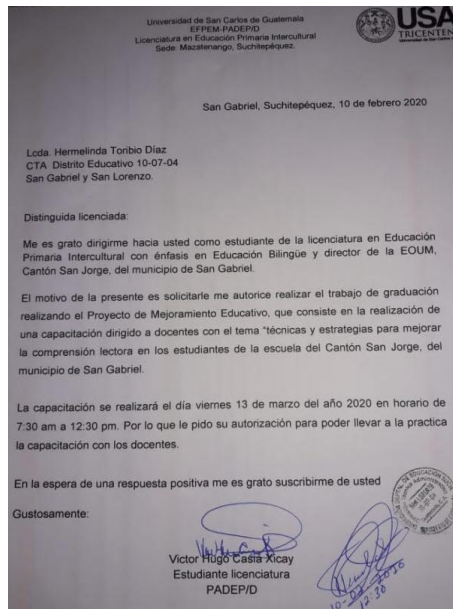 Universidad de San Carlos de Guatemala
EFPEM-PADEP/D
Licenciatura en Educación Primaria Intercultural
Sede: Mazatenango, Suchitepéquez.
USA
TRICENTEN
San Gabriel, Suchitepéquez, 10 de febrero 2020
Lcda. Hermelinda Toribio Díaz
CTA Distrito Educativo 10-07-04
San Gabriel y San Lorenzo.
Distinguida licenciada:
Me es grato dirigirme hacia usted como estudiante de la licenciatura en Educación
Primaria Intercultural con énfasis en Educación Bilingüe y director de la EOUM,
Cantón San Jorge, del municipio de San Gabriel.
El motivo de la presente es solicitarle me autorice realizar el trabajo de graduación
realizando el Proyecto de Mejoramiento Educativo, que consiste en la realización de
una capacitación dirigido a docentes con el tema “técnicas y estrategias para mejorar
la comprensión lectora en los estudiantes de la escuela del Cantón San Jorge, del
municipio de San Gabriel.
La capacitación se realizará el día viernes 13 de marzo del año 2020 en horario de
7:30 am a 12:30 pm. Por lo que le pido su autorización para poder llevar a la practica
la capacitación con los docentes.
En la espera de una respuesta positiva me es grato suscribirme de usted
Gustosamente:
Victor Hugo Casia Xicay
Estudiante licenciatura
PADEP/D
10-02-2020
12:30